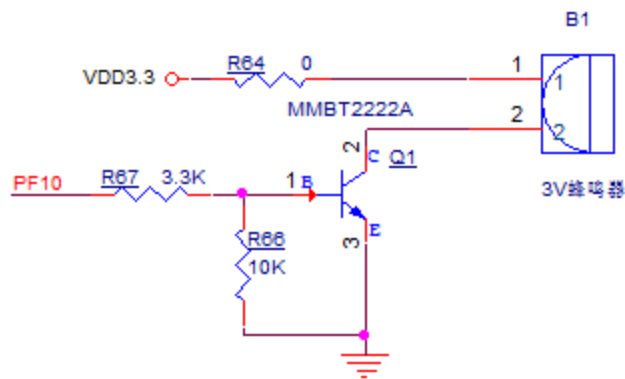 B1
R64 0
VDD3.3
1
1
MMBT2222A
2
2
2
C
Q1
3V蜂鸣器
PF10
R67 3.3K
1
B
R66
10K
3
E